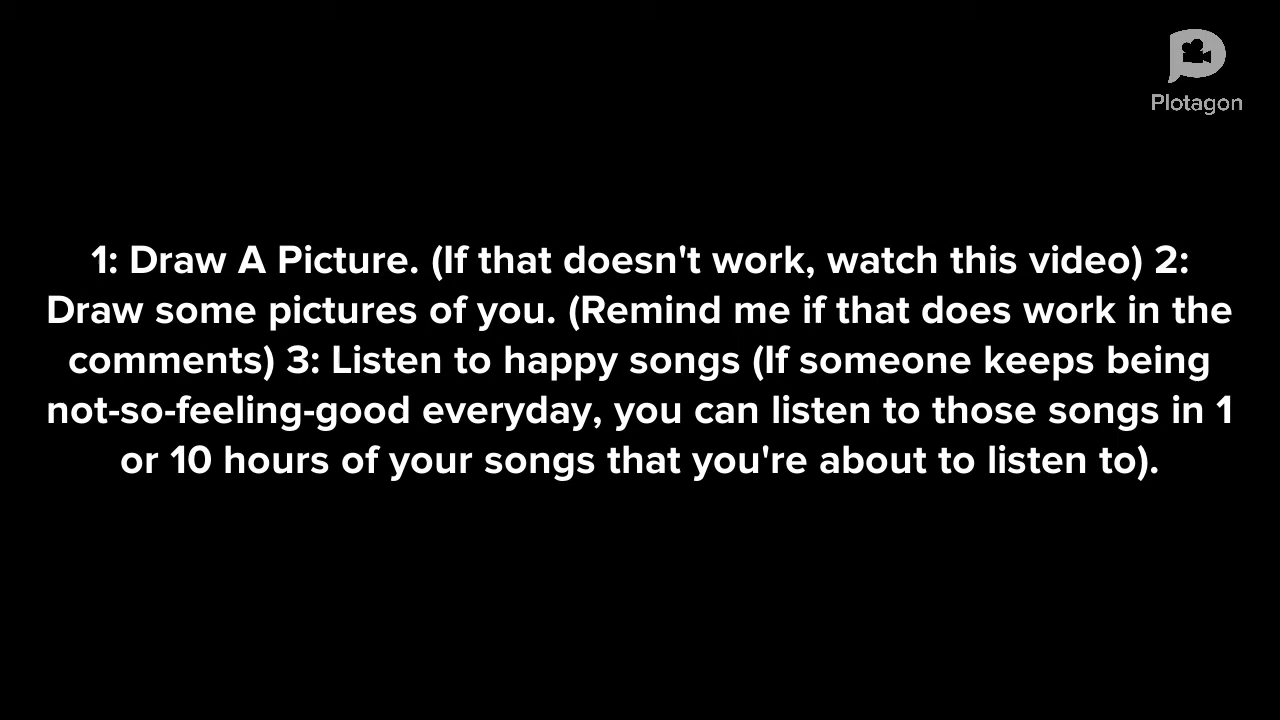 Plotagon
1: Draw A Picture. (If that doesn't work, watch this video) 2:
Draw some pictures of you. (Remind me if that does work in the
comments) 3: Listen to happy songs (If someone keeps being
not-so-feeling-good everyday, you can listen to those songs in 1
or 10 hours of your songs that you're about to listen to).